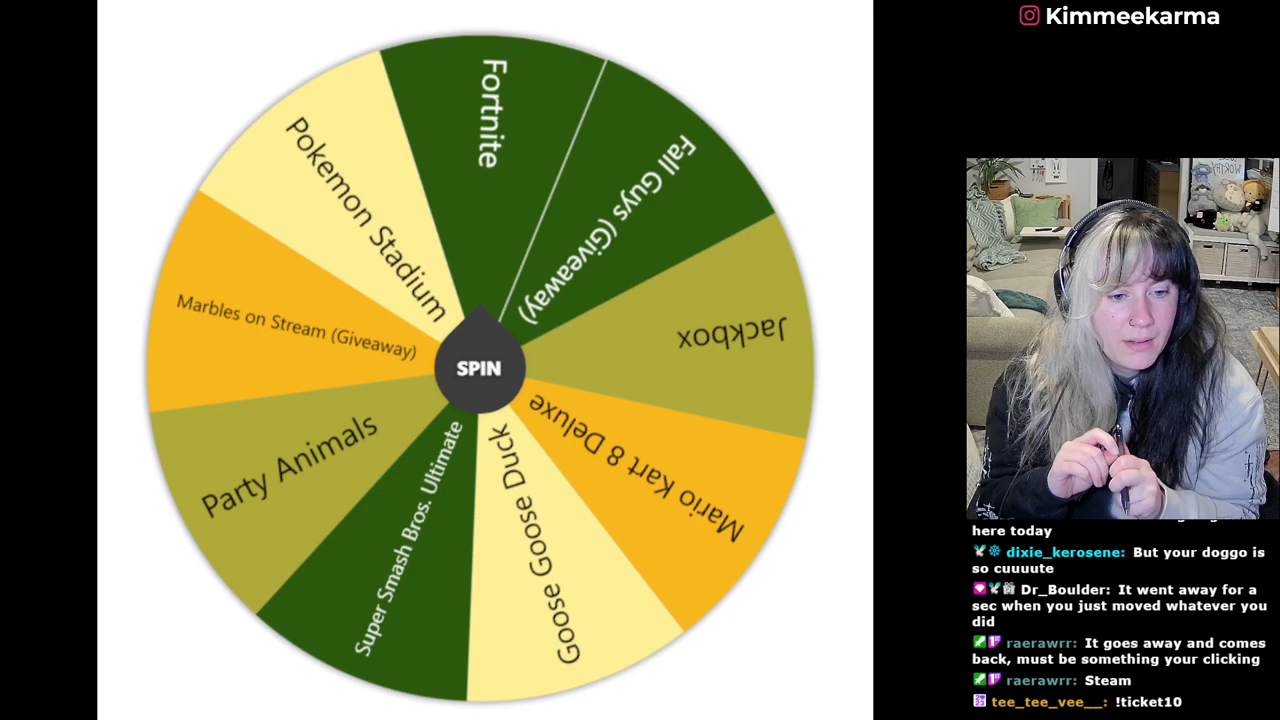 Kimmeekarma
Fortnite
Fall Guys (Giveaway)
Jackbox
Mario Kart 8 Deluxe
Goose Goose Duck
Super Smash Bros. Ultimate
Party Animals
Marbles on Stream (Giveaway)
Pokemon Stadium
SPIN
here today
dixie_kerosene: But your doggo is
so cuuuute
Dr_Boulder: It went away for a
sec when you just moved whatever you
did
raerawrr: It goes away and comes
back, must be something your clicking
raerawrr: Steam
tee_tee_vee__: !ticket10